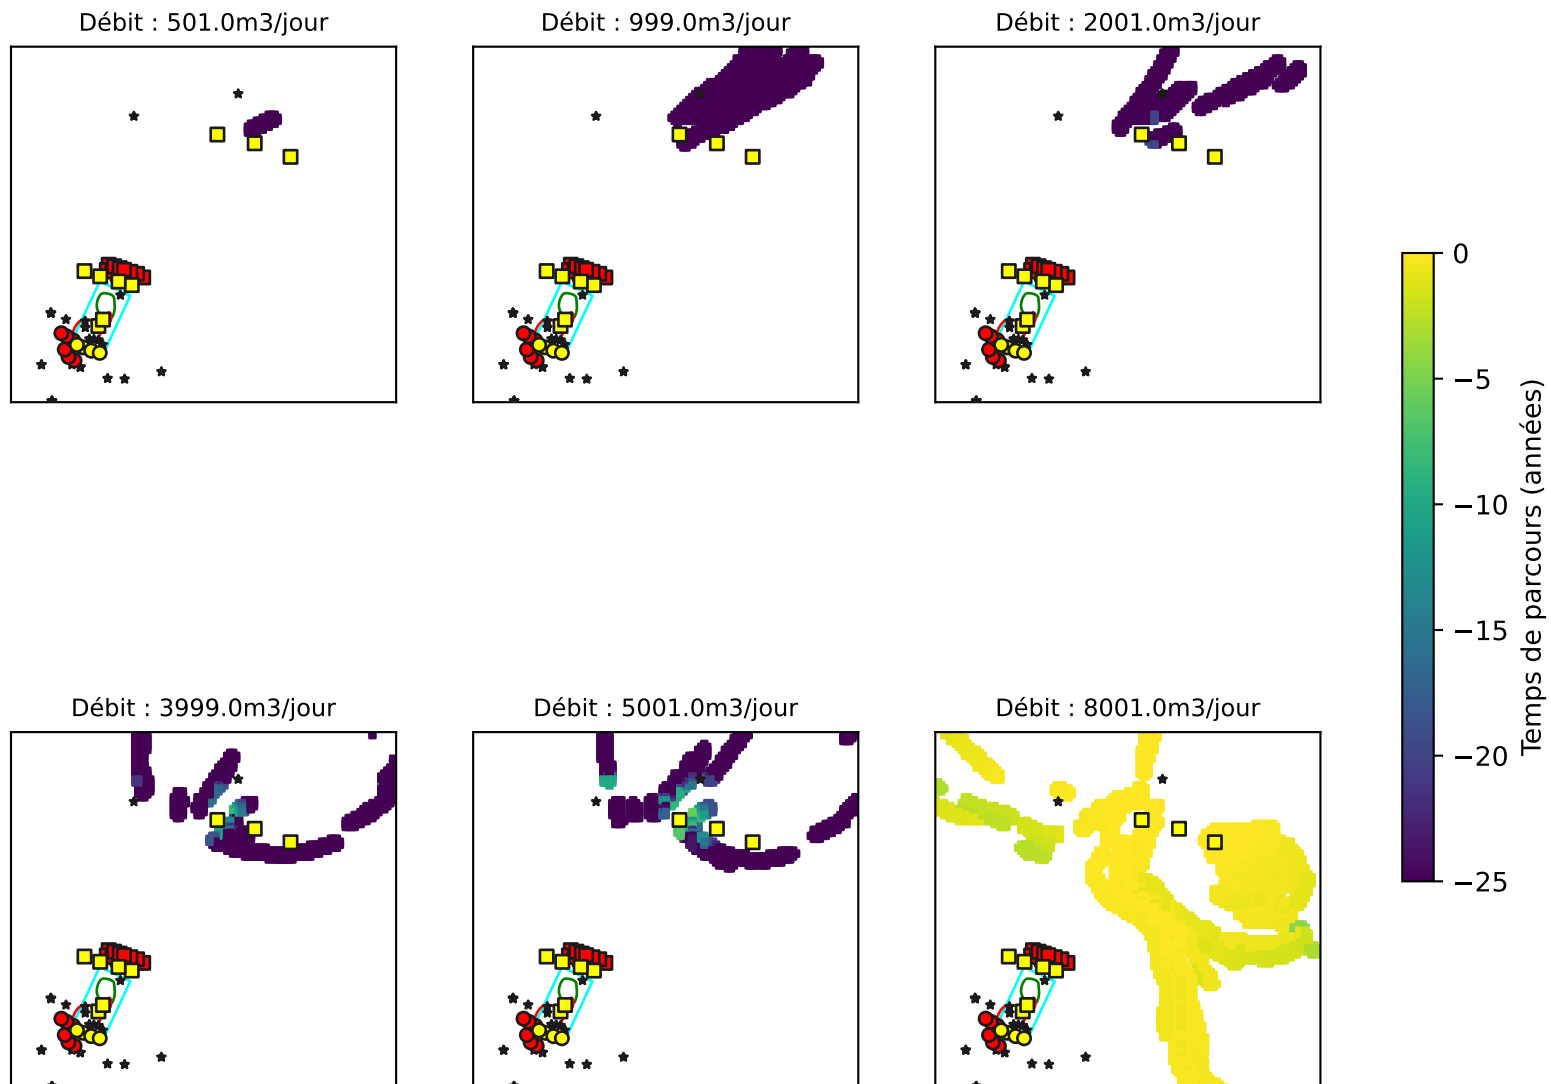 Débit : 501.0m3/jour
Débit : 999.0m3/jour
Débit : 2001.0m3/jour
0
−5
−10
−15
−20
−25
Temps de parcours (années)
Débit : 3999.0m3/jour
Débit : 5001.0m3/jour
Débit : 8001.0m3/jour